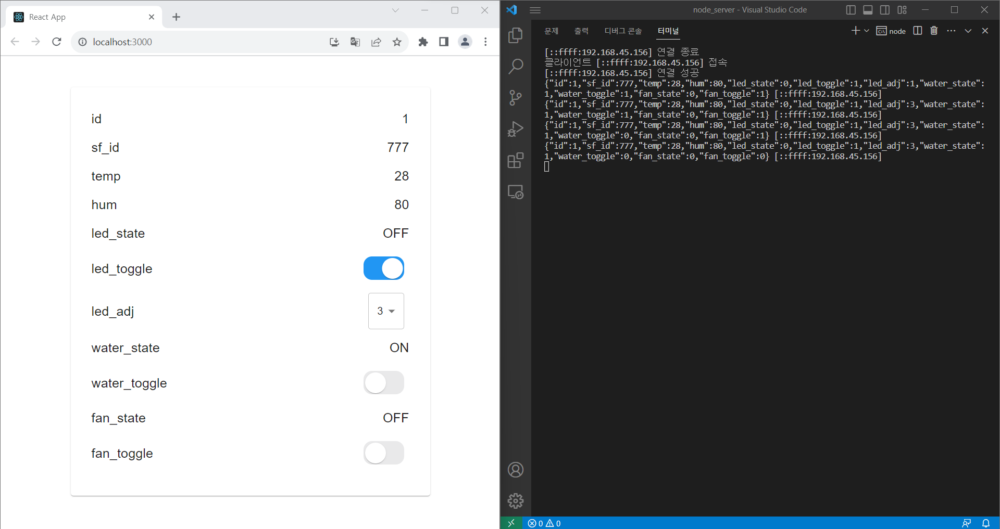 React App
localhost:3000
id 1
sf_id 777
temp 28
hum 80
led_state OFF
led_toggle
led_adj 3
water_state ON
water_toggle
fan_state OFF
fan_toggle
node_server - Visual Studio Code
문제 출력 디버그 콘솔 터미널 node
[::ffff:192.168.45.156] 연결 종료
클라이언트 [::ffff:192.168.45.156] 접속
[::ffff:192.168.45.156] 연결 성공
{"id":1,"sf_id":777,"temp":28,"hum":80,"led_state":0,"led_toggle":1,"led_adj":1,"water_state":
1,"water_toggle":1,"fan_state":0,"fan_toggle":1} [::ffff:192.168.45.156]
{"id":1,"sf_id":777,"temp":28,"hum":80,"led_state":0,"led_toggle":1,"led_adj":3,"water_state":
1,"water_toggle":1,"fan_state":0,"fan_toggle":1} [::ffff:192.168.45.156]
{"id":1,"sf_id":777,"temp":28,"hum":80,"led_state":0,"led_toggle":1,"led_adj":3,"water_state":
1,"water_toggle":0,"fan_state":0,"fan_toggle":1} [::ffff:192.168.45.156]
{"id":1,"sf_id":777,"temp":28,"hum":80,"led_state":0,"led_toggle":1,"led_adj":3,"water_state":
1,"water_toggle":0,"fan_state":0,"fan_toggle":0} [::ffff:192.168.45.156]
0 0